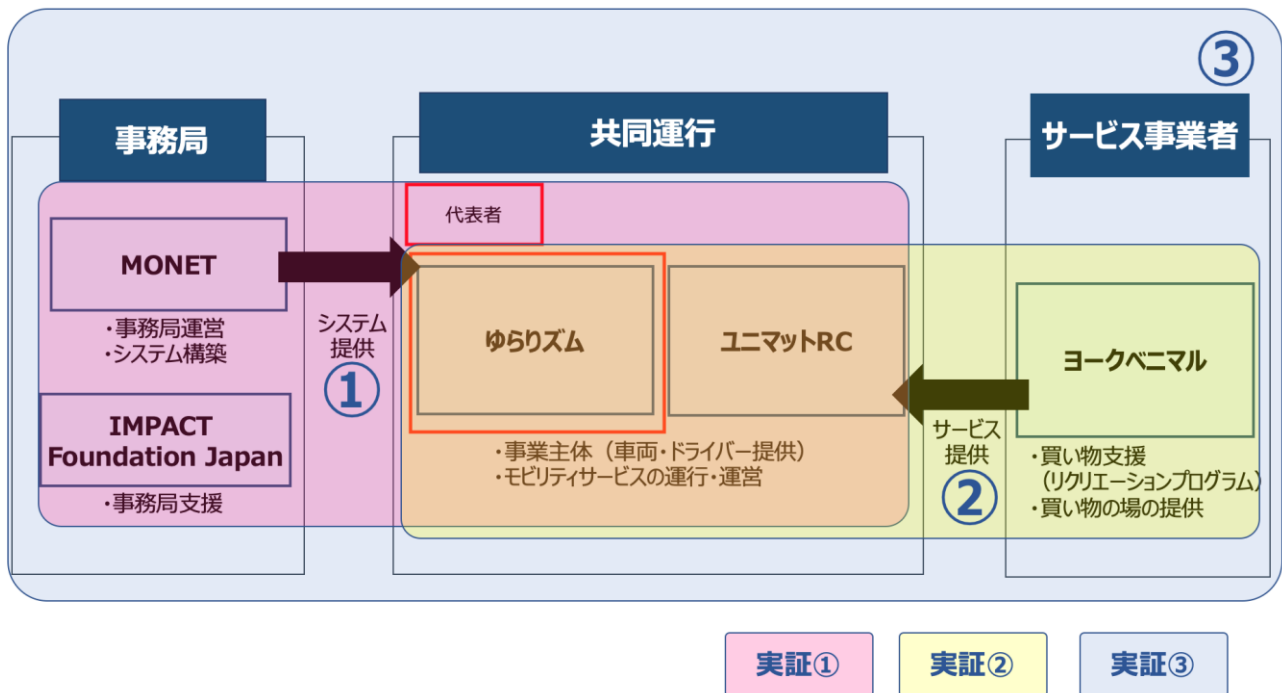 ③
事務局
共同運行
サービス事業者
代表者
MONET
・事務局運営
・システム構築
システム
提供
①
IMPACT
Foundation Japan
・事務局支援
ゆらりズム
ユニマットRC
・事業主体（車両・ドライバー提供）
・モビリティサービスの運行・運営
サービス
提供
②
ヨークベニマル
・買い物支援
（リクリエーションプログラム）
・買い物の場の提供
実証①
実証②
実証③